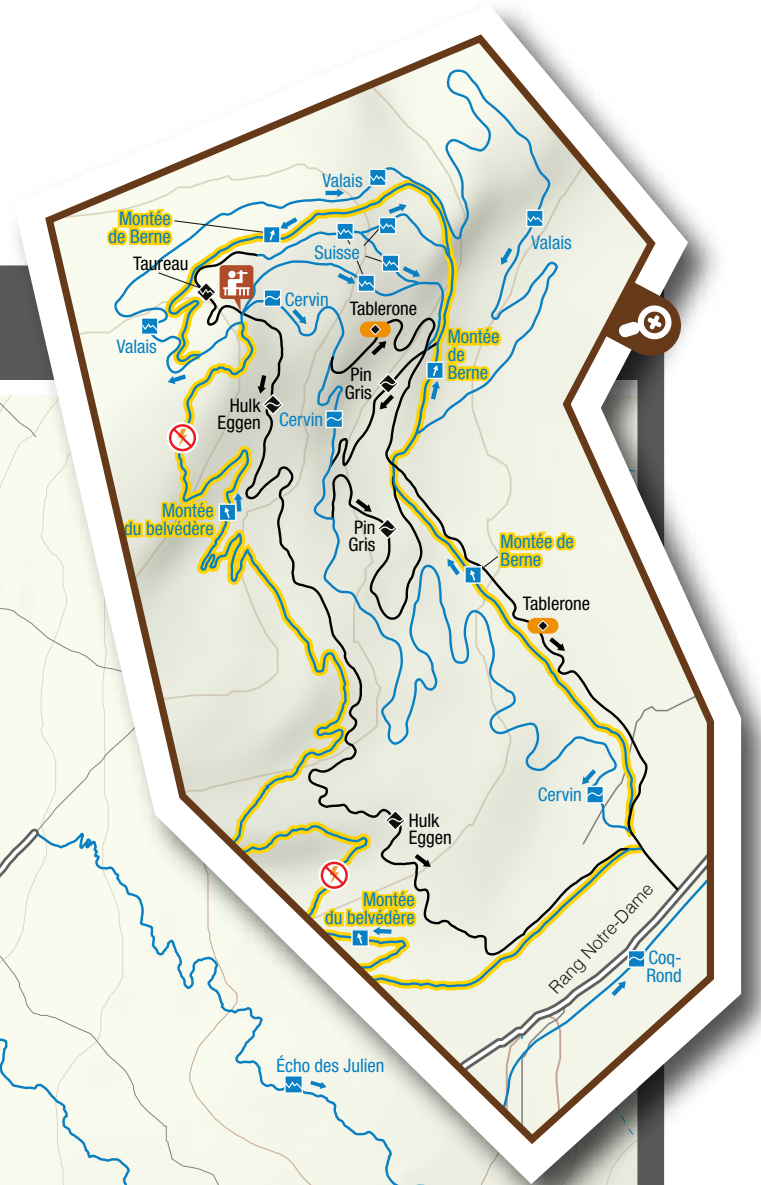 Valais
Montée
de Berne
Suisse
Valais
Taureau
Cervin
Tablerone
Valais
Montée
de
Berne
Pin
Gris
Hulk
Eggen
Cervin
Montée
du belvédère
Pin
Gris
Montée de
Berne
Tablerone
Cervin
Hulk
Eggen
Montée
du belvédère
Rang Notre-Dame
Coq-
Rond
Écho des Julien